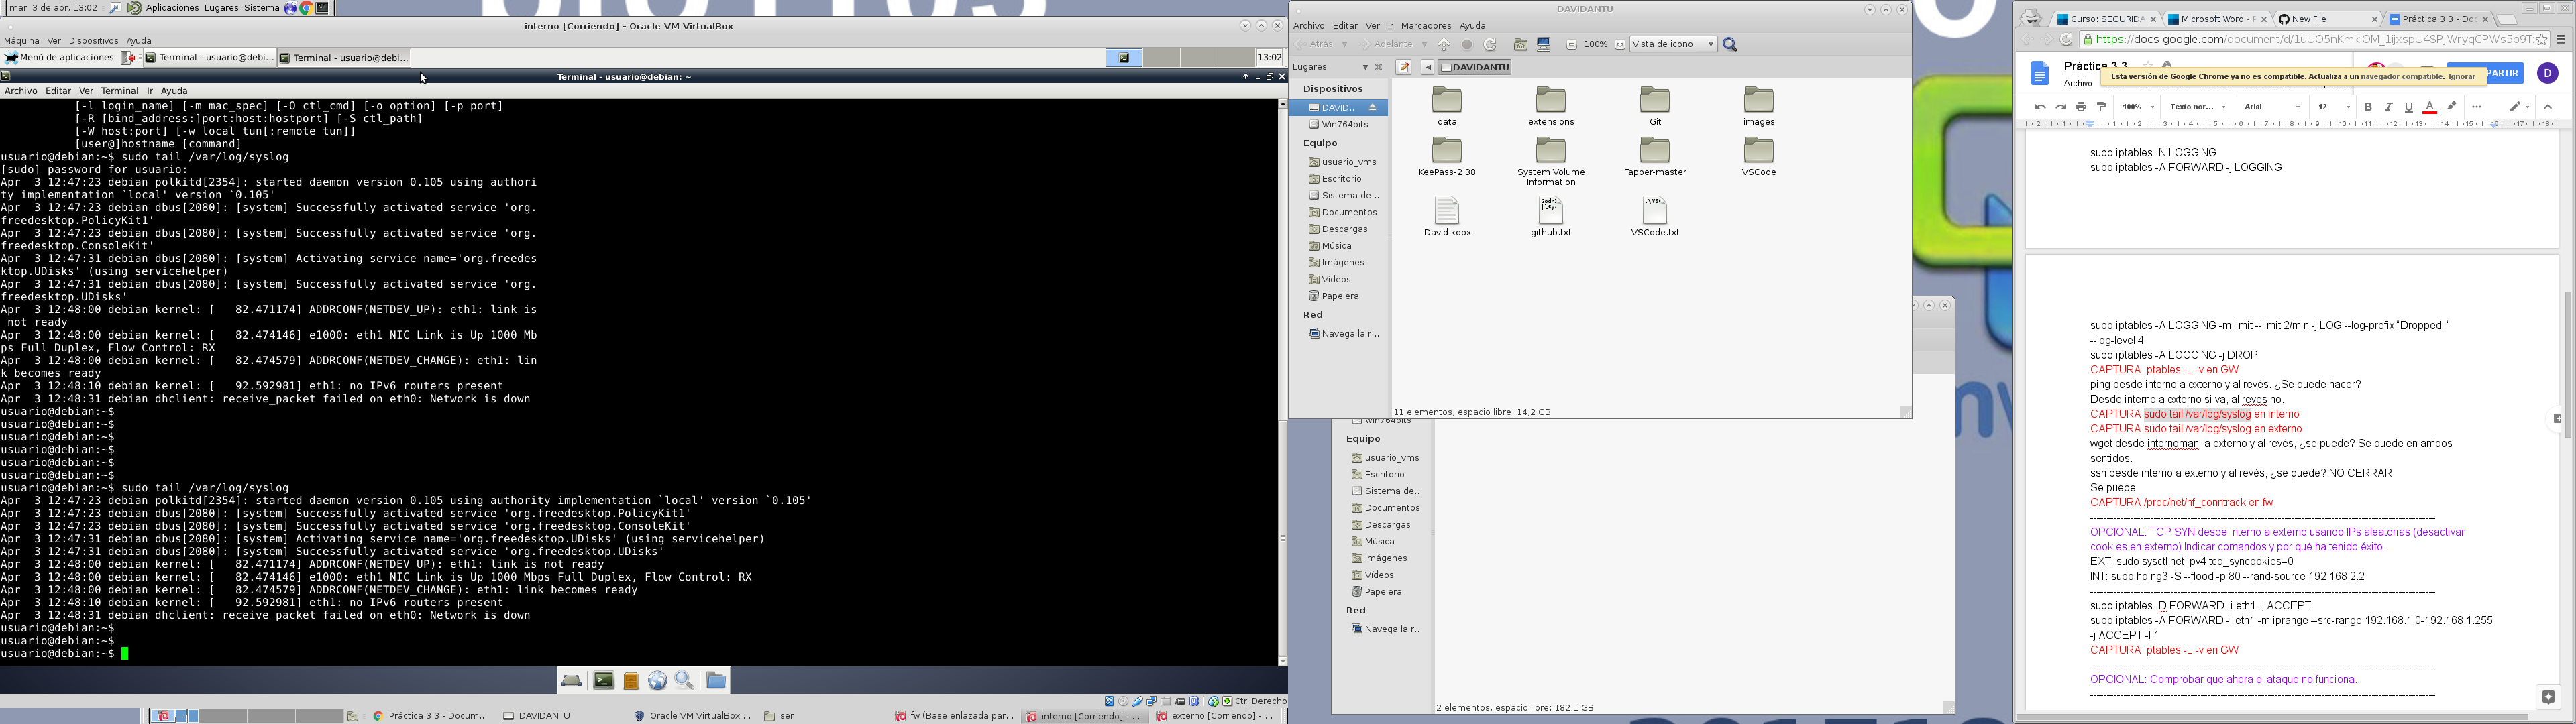 mar 3 de abr, 13:02
Aplicaciones Lugares Sistema
interno [Corriendo] - Oracle VM VirtualBox
Máquina Ver Dispositivos Ayuda
Menú de aplicaciones
Terminal - usuario@debi...
Terminal - usuario@debi...
13:02
Terminal - usuario@debian: ~
Archivo Editar Ver Terminal Ir Ayuda
[-l login_name] [-m mac_spec] [-O ctl_cmd] [-o option] [-p port]
[-R [bind_address:]port:host:hostport] [-S ctl_path]
[-W host:port] [-w local_tun[:remote_tun]]
[user@]hostname [command]
usuario@debian:~$ sudo tail /var/log/syslog
[sudo] password for usuario:
Apr  3 12:47:23 debian polkitd[2354]: started daemon version 0.105 using authori
ty implementation `local' version `0.105'
Apr  3 12:47:23 debian dbus[2080]: [system] Successfully activated service 'org.
freedesktop.PolicyKit1'
Apr  3 12:47:23 debian dbus[2080]: [system] Successfully activated service 'org.
freedesktop.ConsoleKit'
Apr  3 12:47:31 debian dbus[2080]: [system] Activating service name='org.freedes
ktop.UDisks' (using servicehelper)
Apr  3 12:47:31 debian dbus[2080]: [system] Successfully activated service 'org.
freedesktop.UDisks'
Apr  3 12:48:00 debian kernel: [   82.471174] ADDRCONF(NETDEV_UP): eth1: link is
not ready
Apr  3 12:48:00 debian kernel: [   82.474146] e1000: eth1 NIC Link is Up 1000 Mb
ps Full Duplex, Flow Control: RX
Apr  3 12:48:00 debian kernel: [   82.474579] ADDRCONF(NETDEV_CHANGE): eth1: lin
k becomes ready
Apr  3 12:48:10 debian kernel: [   92.592981] eth1: no IPv6 routers present
Apr  3 12:48:31 debian dhclient: receive_packet failed on eth0: Network is down
usuario@debian:~$
usuario@debian:~$
usuario@debian:~$
usuario@debian:~$
usuario@debian:~$
usuario@debian:~$
usuario@debian:~$ sudo tail /var/log/syslog
Apr  3 12:47:23 debian polkitd[2354]: started daemon version 0.105 using authority implementation `local' version `0.105'
Apr  3 12:47:23 debian dbus[2080]: [system] Successfully activated service 'org.freedesktop.PolicyKit1'
Apr  3 12:47:23 debian dbus[2080]: [system] Successfully activated service 'org.freedesktop.ConsoleKit'
Apr  3 12:47:31 debian dbus[2080]: [system] Activating service name='org.freedesktop.UDisks' (using servicehelper)
Apr  3 12:47:31 debian dbus[2080]: [system] Successfully activated service 'org.freedesktop.UDisks'
Apr  3 12:48:00 debian kernel: [   82.471174] ADDRCONF(NETDEV_UP): eth1: link is not ready
Apr  3 12:48:00 debian kernel: [   82.474146] e1000: eth1 NIC Link is Up 1000 Mbps Full Duplex, Flow Control: RX
Apr  3 12:48:00 debian kernel: [   82.474579] ADDRCONF(NETDEV_CHANGE): eth1: link becomes ready
Apr  3 12:48:10 debian kernel: [   92.592981] eth1: no IPv6 routers present
Apr  3 12:48:31 debian dhclient: receive_packet failed on eth0: Network is down
usuario@debian:~$
usuario@debian:~$
usuario@debian:~$
Ctrl Derecho
Práctica 3.3 - Docum...
DAVIDANTU
Oracle VM VirtualBox ...
ser
fw (Base enlazada par...
interno [Corriendo] - ...
externo [Corriendo] - ...
DAVIDANTU
Archivo Editar Ver Ir Marcadores Ayuda
Atrás
Adelante
100%
Vista de icono
Lugares
DAVIDANTU
Dispositivos
DAVID...
Win764bits
Equipo
usuario_vms
Escritorio
Sistema de...
Documentos
Descargas
Música
Imágenes
Vídeos
Papelera
Red
Navega la r...
data
extensions
Git
images
KeePass-2.38
System Volume
Information
Tapper-master
VSCode
David.kdbx
github.txt
VSCode.txt
11 elementos, espacio libre: 14,2 GB
Win764bits
Equipo
usuario_vms
Escritorio
Sistema de...
Documentos
Descargas
Música
Imágenes
Vídeos
Papelera
Red
Navega la r...
2 elementos, espacio libre: 182,1 GB
Curso: SEGURIDA
Microsoft Word - P
New File
Práctica 3.3 - Doc
https://docs.google.com/document/d/1uUO5nKmkIOM_1IjxspU4SPJWryqCPWs5p9T
Práctica 3.3
Archivo
Esta versión de Google Chrome ya no es compatible. Actualiza a un navegador compatible. Ignorar
PARTIR
D
100%
Texto nor...
Arial
12
B I U A
sudo iptables -N LOGGING
sudo iptables -A FORWARD -j LOGGING
sudo iptables -A LOGGING -m limit --limit 2/min -j LOG --log-prefix "Dropped: "
--log-level 4
sudo iptables -A LOGGING -j DROP
CAPTURA iptables -L -v en GW
ping desde interno a externo y al revés. ¿Se puede hacer?
Desde interno a externo si va, al reves no.
CAPTURA sudo tail /var/log/syslog en interno
CAPTURA sudo tail /var/log/syslog en externo
wget desde internoman  a externo y al revés, ¿se puede? Se puede en ambos
sentidos.
ssh desde interno a externo y al revés, ¿se puede? NO CERRAR
Se puede
CAPTURA /proc/net/nf_conntrack en fw
OPCIONAL: TCP SYN desde interno a externo usando IPs aleatorias (desactivar
cookies en externo) Indicar comandos y por qué ha tenido éxito.
EXT: sudo sysctl net.ipv4.tcp_syncookies=0
INT: sudo hping3 -S --flood -p 80 --rand-source 192.168.2.2
sudo iptables -D FORWARD -i eth1 -j ACCEPT
sudo iptables -A FORWARD -i eth1 -m iprange --src-range 192.168.1.0-192.168.1.255
-j ACCEPT -I 1
CAPTURA iptables -L -v en GW
OPCIONAL: Comprobar que ahora el ataque no funciona.